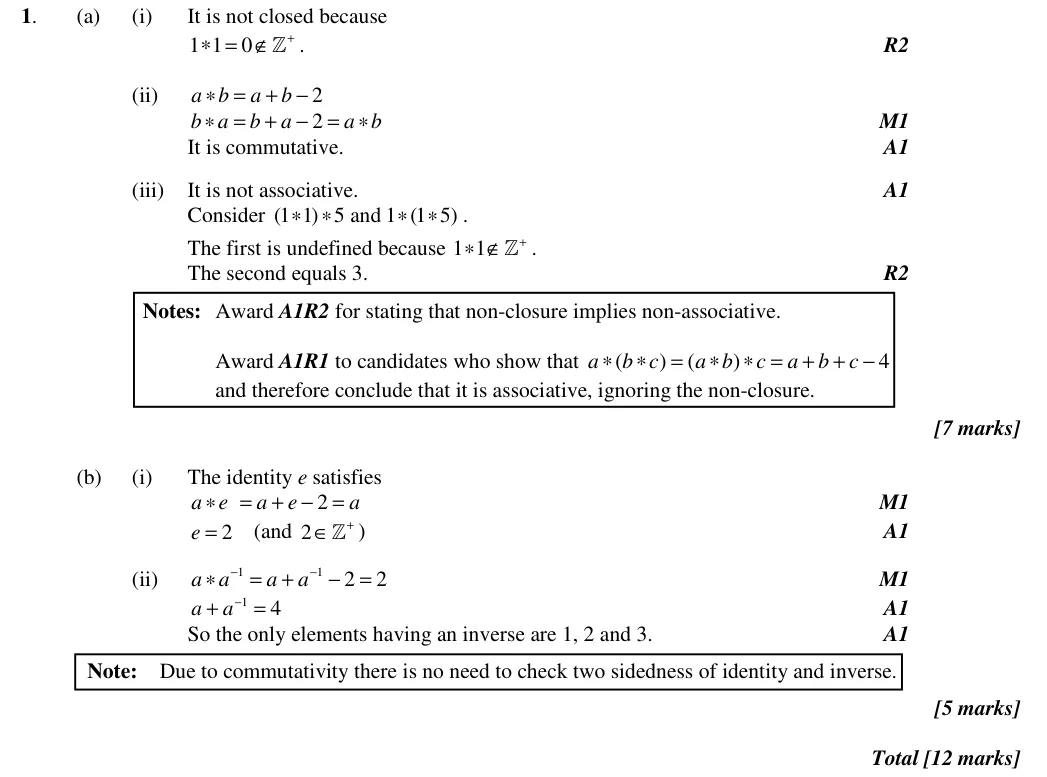 1. (a) (i) It is not closed because
1∗1 = 0 ∉ ℤ⁺ . R2
(ii) a∗b = a+b−2
b∗a = b+a−2 = a∗b M1
It is commutative. A1
(iii) It is not associative. A1
Consider (1∗1)∗5 and 1∗(1∗5) .
The first is undefined because 1∗1 ∉ ℤ⁺ .
The second equals 3. R2
Notes: Award A1R2 for stating that non-closure implies non-associative.
Award A1R1 to candidates who show that a∗(b∗c) = (a∗b)∗c = a+b+c−4
and therefore conclude that it is associative, ignoring the non-closure.
[7 marks]
(b) (i) The identity e satisfies
a∗e = a+e−2 = a M1
e = 2 (and 2 ∈ ℤ⁺) A1
(ii) a∗a⁻¹ = a+a⁻¹−2 = 2 M1
a+a⁻¹ = 4 A1
So the only elements having an inverse are 1, 2 and 3. A1
Note: Due to commutativity there is no need to check two sidedness of identity and inverse.
[5 marks]
Total [12 marks]